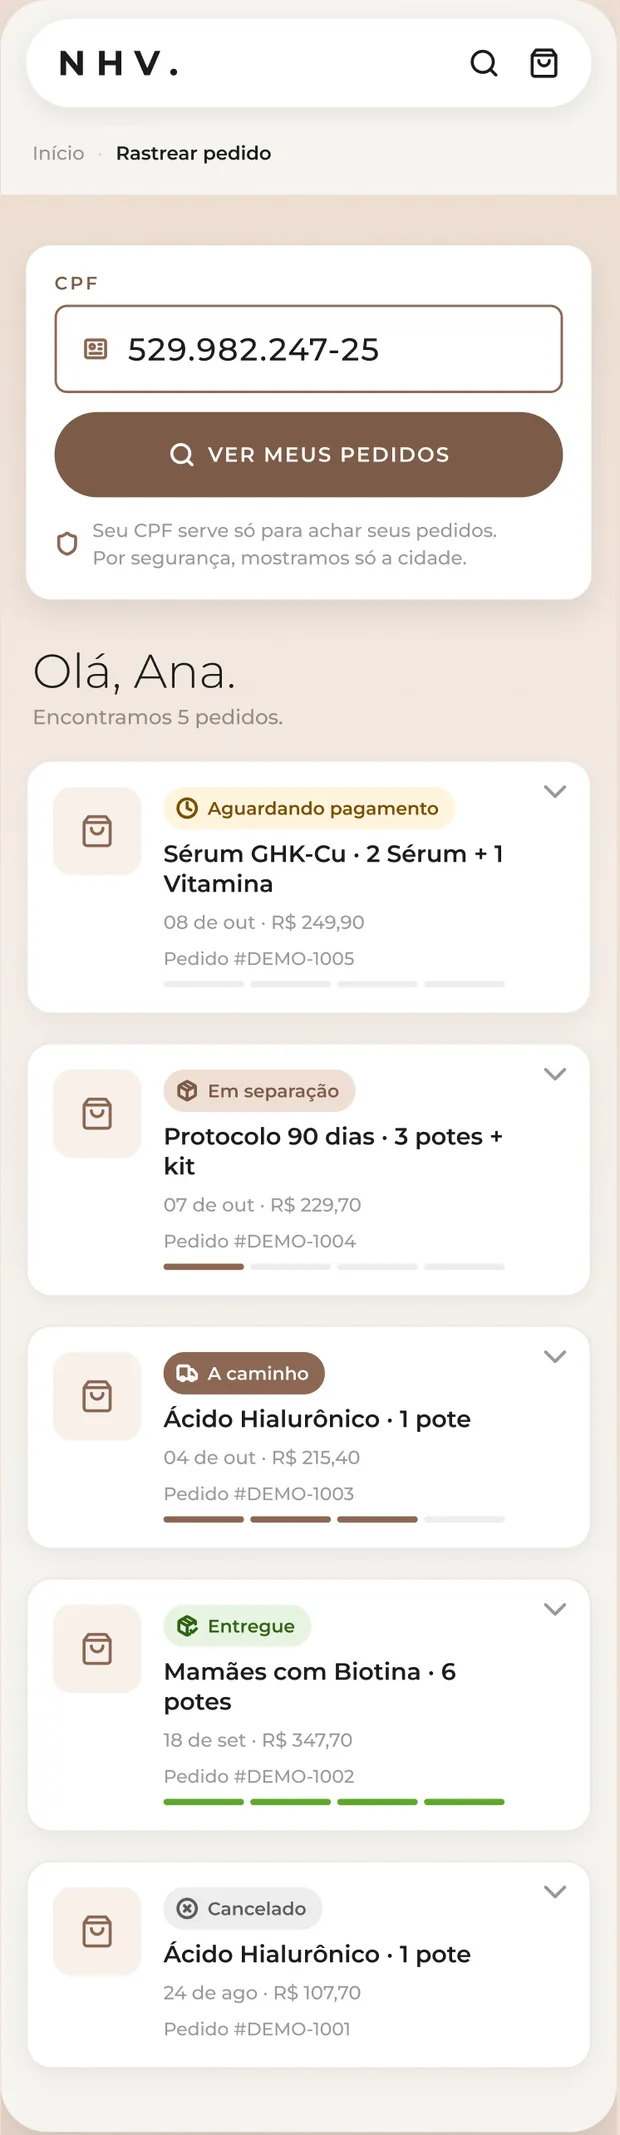 NHV.
Início · Rastrear pedido
CPF
529.982.247-25
VER MEUS PEDIDOS
Seu CPF serve só para achar seus pedidos.
Por segurança, mostramos só a cidade.
Olá, Ana.
Encontramos 5 pedidos.
Aguardando pagamento
Sérum GHK-Cu · 2 Sérum + 1
Vitamina
08 de out · R$ 249,90
Pedido #DEMO-1005
Em separação
Protocolo 90 dias · 3 potes +
kit
07 de out · R$ 229,70
Pedido #DEMO-1004
A caminho
Ácido Hialurônico · 1 pote
04 de out · R$ 215,40
Pedido #DEMO-1003
Entregue
Mamães com Biotina · 6
potes
18 de set · R$ 347,70
Pedido #DEMO-1002
Cancelado
Ácido Hialurônico · 1 pote
24 de ago · R$ 107,70
Pedido #DEMO-1001